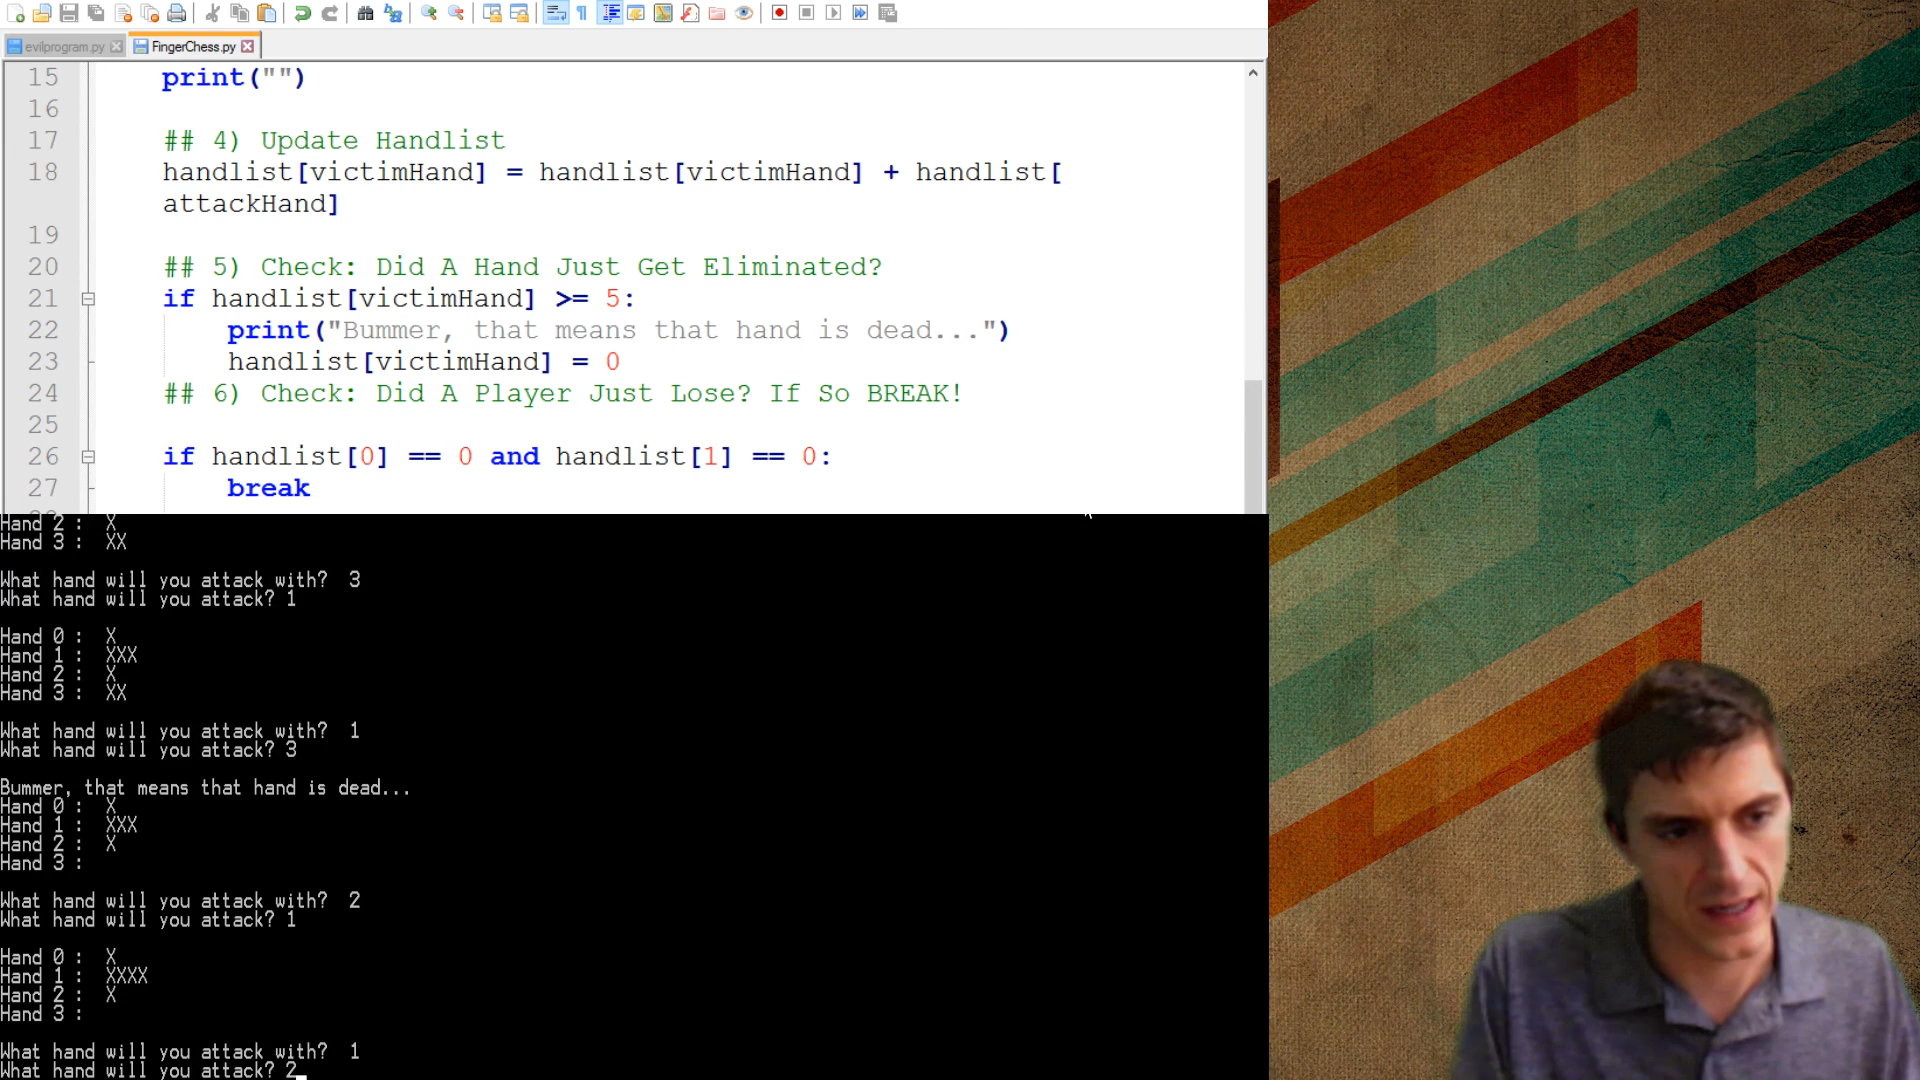 evilprogram.py FingerChess.py
15 print("")
16
17 ## 4) Update Handlist
18 handlist[victimHand] = handlist[victimHand] + handlist[
attackHand]
19
20 ## 5) Check: Did A Hand Just Get Eliminated?
21 if handlist[victimHand] >= 5:
22 print("Bummer, that means that hand is dead...")
23 handlist[victimHand] = 0
24 ## 6) Check: Did A Player Just Lose? If So BREAK!
25
26 if handlist[0] == 0 and handlist[1] == 0:
27 break
Hand 2 : X
Hand 3 : XX
What hand will you attack with? 3
What hand will you attack? 1
Hand 0 : X
Hand 1 : XXX
Hand 2 : X
Hand 3 : XX
What hand will you attack with? 1
What hand will you attack? 3
Bummer, that means that hand is dead...
Hand 0 : X
Hand 1 : XXX
Hand 2 : X
Hand 3 :
What hand will you attack with? 2
What hand will you attack? 1
Hand 0 : X
Hand 1 : XXXX
Hand 2 : X
Hand 3 :
What hand will you attack with? 1
What hand will you attack? 2